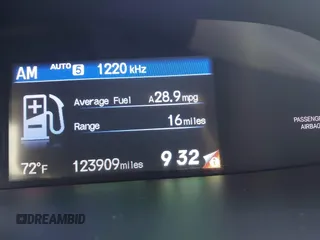 AM AUTO 5 1220 kHz
Average Fuel A28.9 mpg
Range 16 miles
PASSENGER
AIRBAG
72°F 123909 miles 9 32
DREAMBID